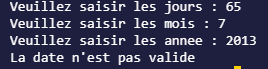 Veuillez saisir les jours : 65
Veuillez saisir les mois : 7
Veuillez saisir les annee : 2013
La date n'est pas valide